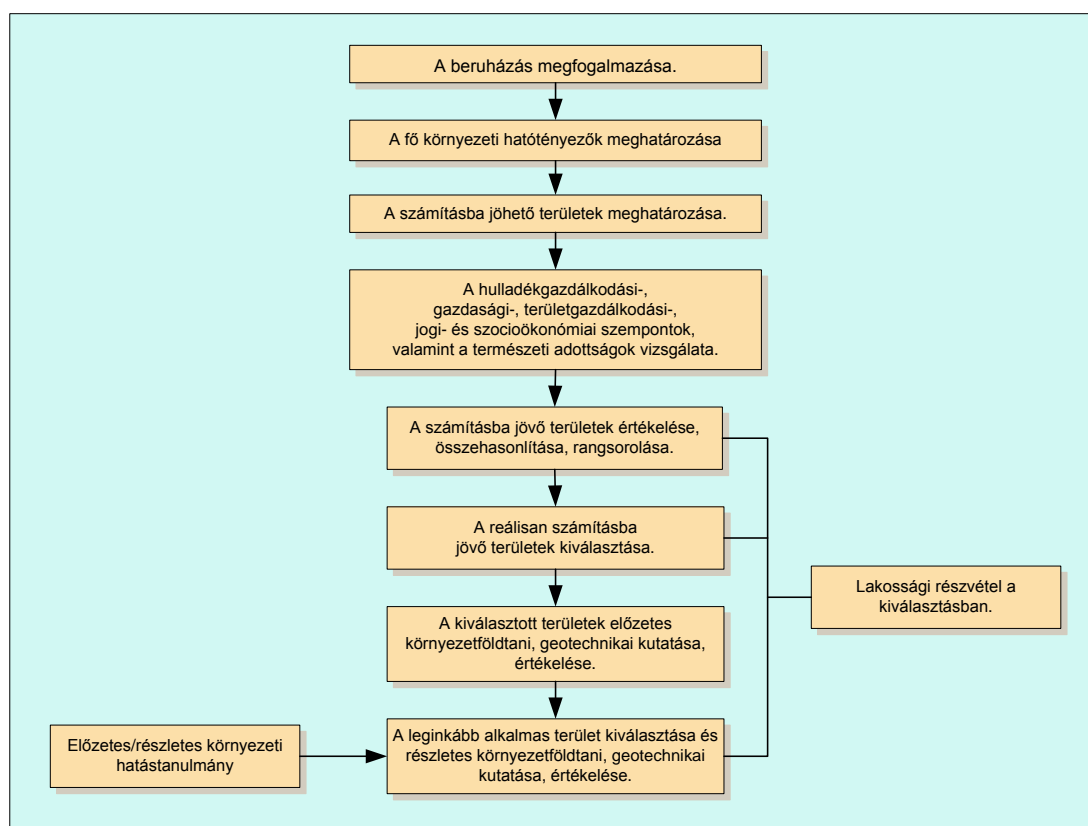 A beruházás megfogalmazása.
A fő környezeti hatótényezők meghatározása
A számításba jöhető területek meghatározása.
A hulladékgazdálkodási-,
gazdasági-, területgazdálkodási-,
jogi- és szocioökonómiai szempontok,
valamint a természeti adottságok vizsgálata.
A számításba jövő területek értékelése,
összehasonlítása, rangsorolása.
A reálisan számításba
jövő területek kiválasztása.
Lakossági részvétel a
kiválasztásban.
A kiválasztott területek előzetes
környezetföldtani, geotechnikai kutatása,
értékelése.
Előzetes/részletes környezeti
hatástanulmány
A leginkább alkalmas terület kiválasztása és
részletes környezetföldtani, geotechnikai
kutatása, értékelése.